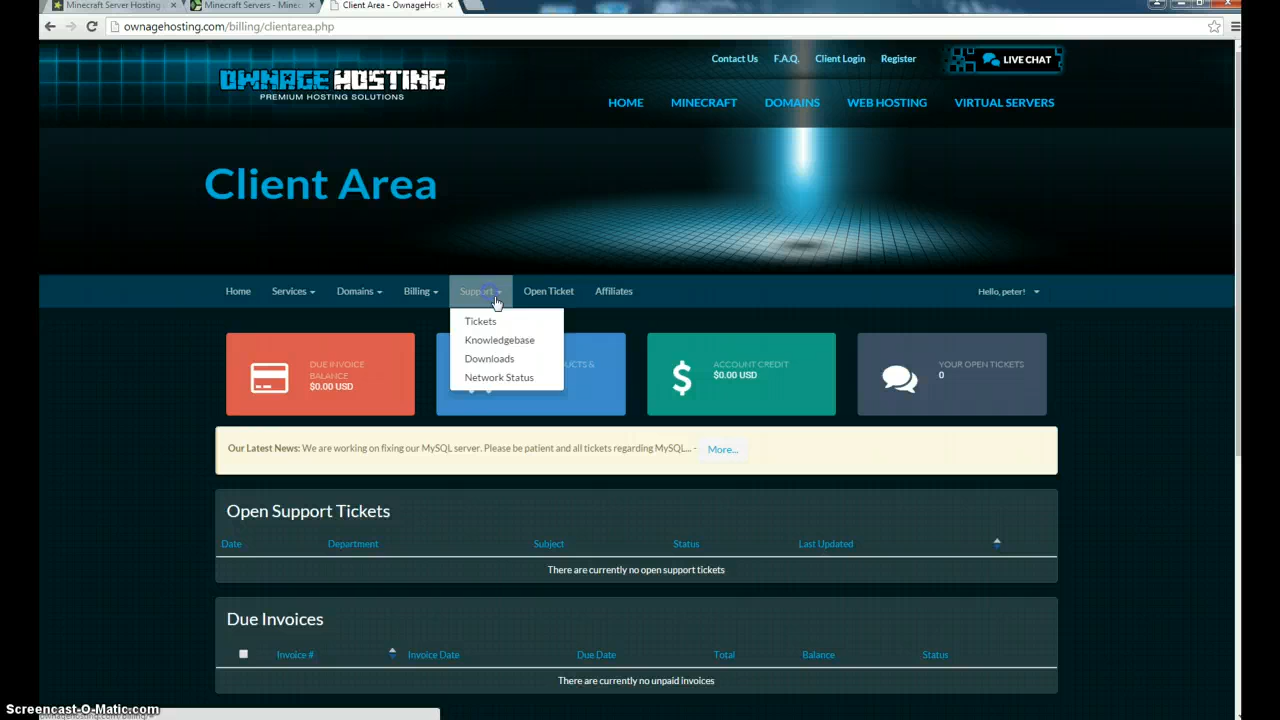 Minecraft Server Hosting
Minecraft Servers - Minec
Client Area - OwnageHos
ownagehosting.com/billing/clientarea.php
Contact Us
F.A.Q.
Client Login
Register
LIVE CHAT
OWNAGE HOSTING
PREMIUM HOSTING SOLUTIONS
HOME
MINECRAFT
DOMAINS
WEB HOSTING
VIRTUAL SERVERS
Client Area
Home
Services
Domains
Billing
Support
Open Ticket
Affiliates
Hello, peter!
Tickets
Knowledgebase
Downloads
Network Status
DUE INVOICE
BALANCE
$0.00 USD
ACCOUNT CREDIT
$0.00 USD
YOUR OPEN TICKETS
0
Our Latest News: We are working on fixing our MySQL server. Please be patient and all tickets regarding MySQL... -
More...
Open Support Tickets
Date
Department
Subject
Status
Last Updated
There are currently no open support tickets
Due Invoices
Invoice #
Invoice Date
Due Date
Total
Balance
Status
There are currently no unpaid invoices
Screencast-O-Matic.com
ownagehosting.com/billing/#